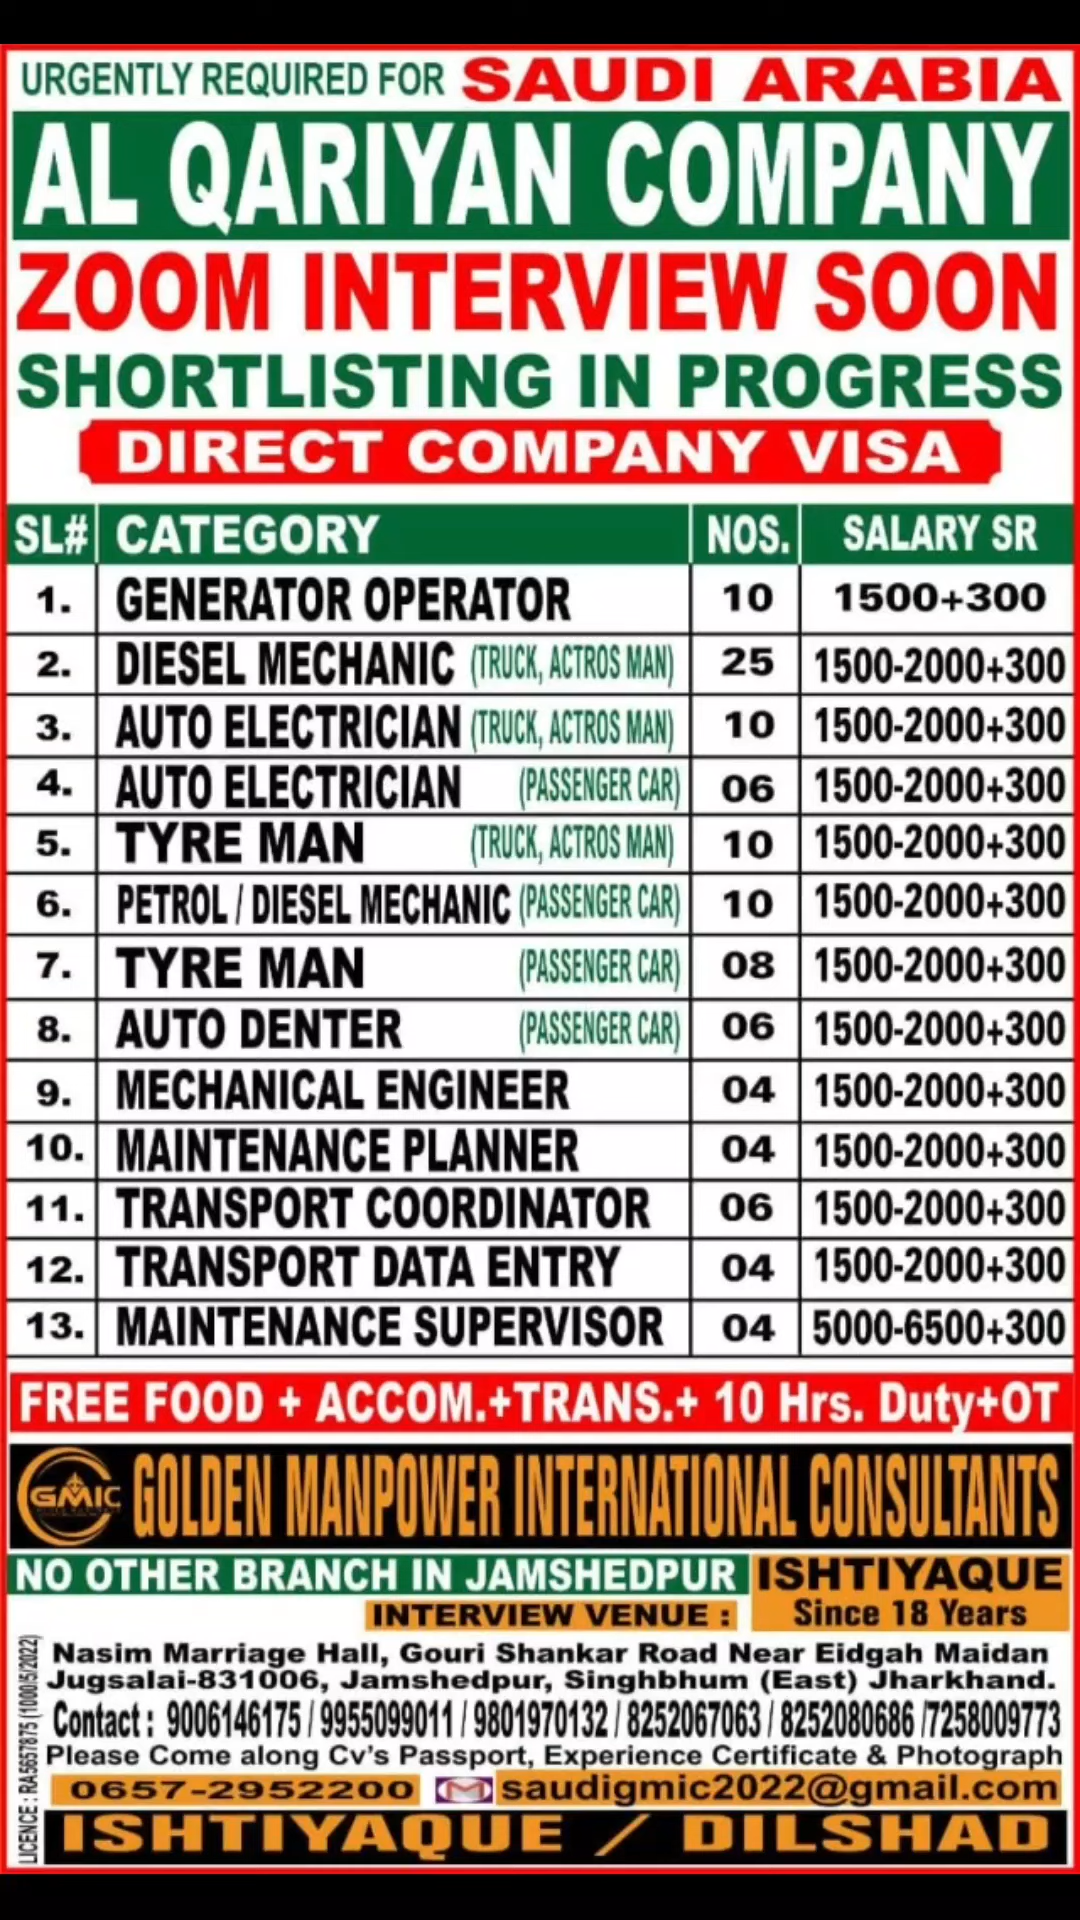 URGENTLY REQUIRED FOR SAUDI ARABIA
AL QARIYAN COMPANY
ZOOM INTERVIEW SOON
SHORTLISTING IN PROGRESS
DIRECT COMPANY VISA
SL# CATEGORY NOS. SALARY SR
1. GENERATOR OPERATOR 10 1500+300
2. DIESEL MECHANIC (TRUCK, ACTROS MAN) 25 1500-2000+300
3. AUTO ELECTRICIAN (TRUCK, ACTROS MAN) 10 1500-2000+300
4. AUTO ELECTRICIAN (PASSENGER CAR) 06 1500-2000+300
5. TYRE MAN (TRUCK, ACTROS MAN) 10 1500-2000+300
6. PETROL / DIESEL MECHANIC (PASSENGER CAR) 10 1500-2000+300
7. TYRE MAN (PASSENGER CAR) 08 1500-2000+300
8. AUTO DENTER (PASSENGER CAR) 06 1500-2000+300
9. MECHANICAL ENGINEER 04 1500-2000+300
10. MAINTENANCE PLANNER 04 1500-2000+300
11. TRANSPORT COORDINATOR 06 1500-2000+300
12. TRANSPORT DATA ENTRY 04 1500-2000+300
13. MAINTENANCE SUPERVISOR 04 5000-6500+300
FREE FOOD + ACCOM.+TRANS.+ 10 Hrs. Duty+OT
GMIC GOLDEN MANPOWER INTERNATIONAL CONSULTANTS
NO OTHER BRANCH IN JAMSHEDPUR ISHTIYAQUE
INTERVIEW VENUE : Since 18 Years
Nasim Marriage Hall, Gouri Shankar Road Near Eidgah Maidan
Jugsalai-831006, Jamshedpur, Singhbhum (East) Jharkhand.
Contact : 9006146175 / 9955099011 / 9801970132 / 8252067063 / 8252080686 /7258009773
Please Come along Cv's Passport, Experience Certificate & Photograph
0657-2952200 saudigmic2022@gmail.com
ISHTIYAQUE / DILSHAD
LICENCE : RA5657875 (1000/5/2022)